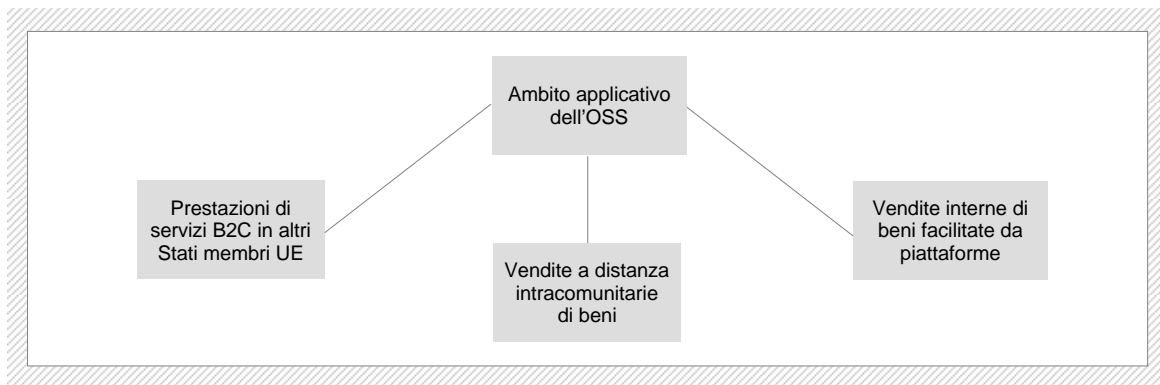 Ambito applicativo
dell’OSS
Prestazioni di
servizi B2C in altri
Stati membri UE
Vendite a distanza
intracomunitarie
di beni
Vendite interne di
beni facilitate da
piattaforme